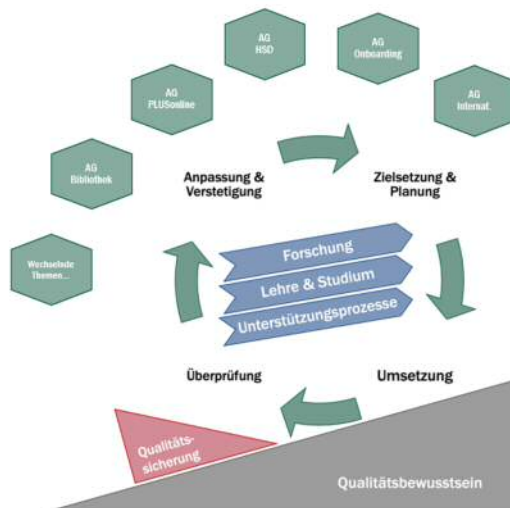 AG
HSD
AG
Onboarding
AG
PLUSonline
AG
Internat.
AG
Bibliothek
Wechselnde
Themen...
Anpassung &
Verstetigung
Zielsetzung &
Planung
Forschung
Lehre & Studium
Unterstützungsprozesse
Überprüfung
Umsetzung
Qualitäts-
sicherung
Qualitätsbewusstsein